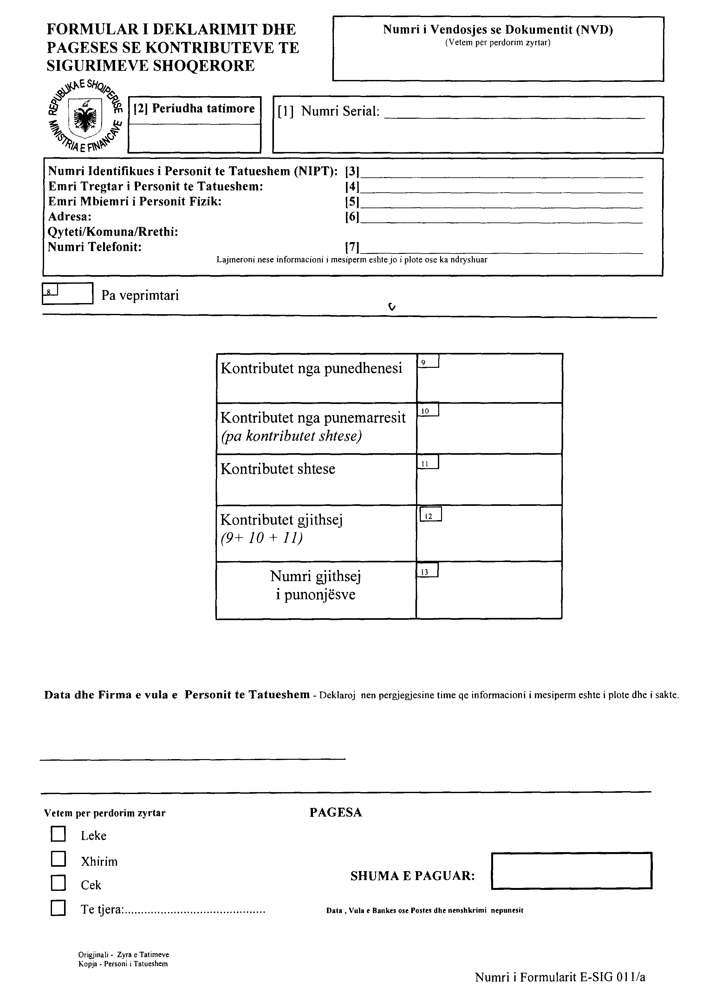 FORMULAR I DEKLARIMIT DHE
PAGESES SE KONTRIBUTEVE TE
SIGURIMEVE SHOQERORE
Numri i Vendosjes se Dokumentit (NVD)
(Vetem per perdorim zyrtar)
REPUBLIKA E SHQIPERISE
MINISTRIA E FINANCAVE
[2] Periudha tatimore
[1] Numri Serial:
Numri Identifikues i Personit te Tatueshem (NIPT): [3]
Emri Tregtar i Personit te Tatueshem: [4]
Emri Mbiemri i Personit Fizik: [5]
Adresa: [6]
Qyteti/Komuna/Rrethi:
Numri Telefonit: [7]
Lajmeroni nese informacioni i mesiperm eshte jo i plote ose ka ndryshuar
8 Pa veprimtari
Kontributet nga punedhenesi 9
Kontributet nga punemarresit 10
(pa kontributet shtese)
Kontributet shtese 11
Kontributet gjithsej 12
(9+ 10 + 11)
Numri gjithsej 13
i punonjësve
Data dhe Firma e vula e Personit te Tatueshem - Deklaroj nen pergjegjesine time qe informacioni i mesiperm eshte i plote dhe i sakte.
Vetem per perdorim zyrtar PAGESA
Leke
Xhirim
SHUMA E PAGUAR:
Cek
Te tjera:...........................................
Data , Vula e Bankes ose Postes dhe nenshkrimi nepunesit
Origjinali - Zyra e Tatimeve
Kopja - Personi i Tatueshem
Numri i Formularit E-SIG 011/a